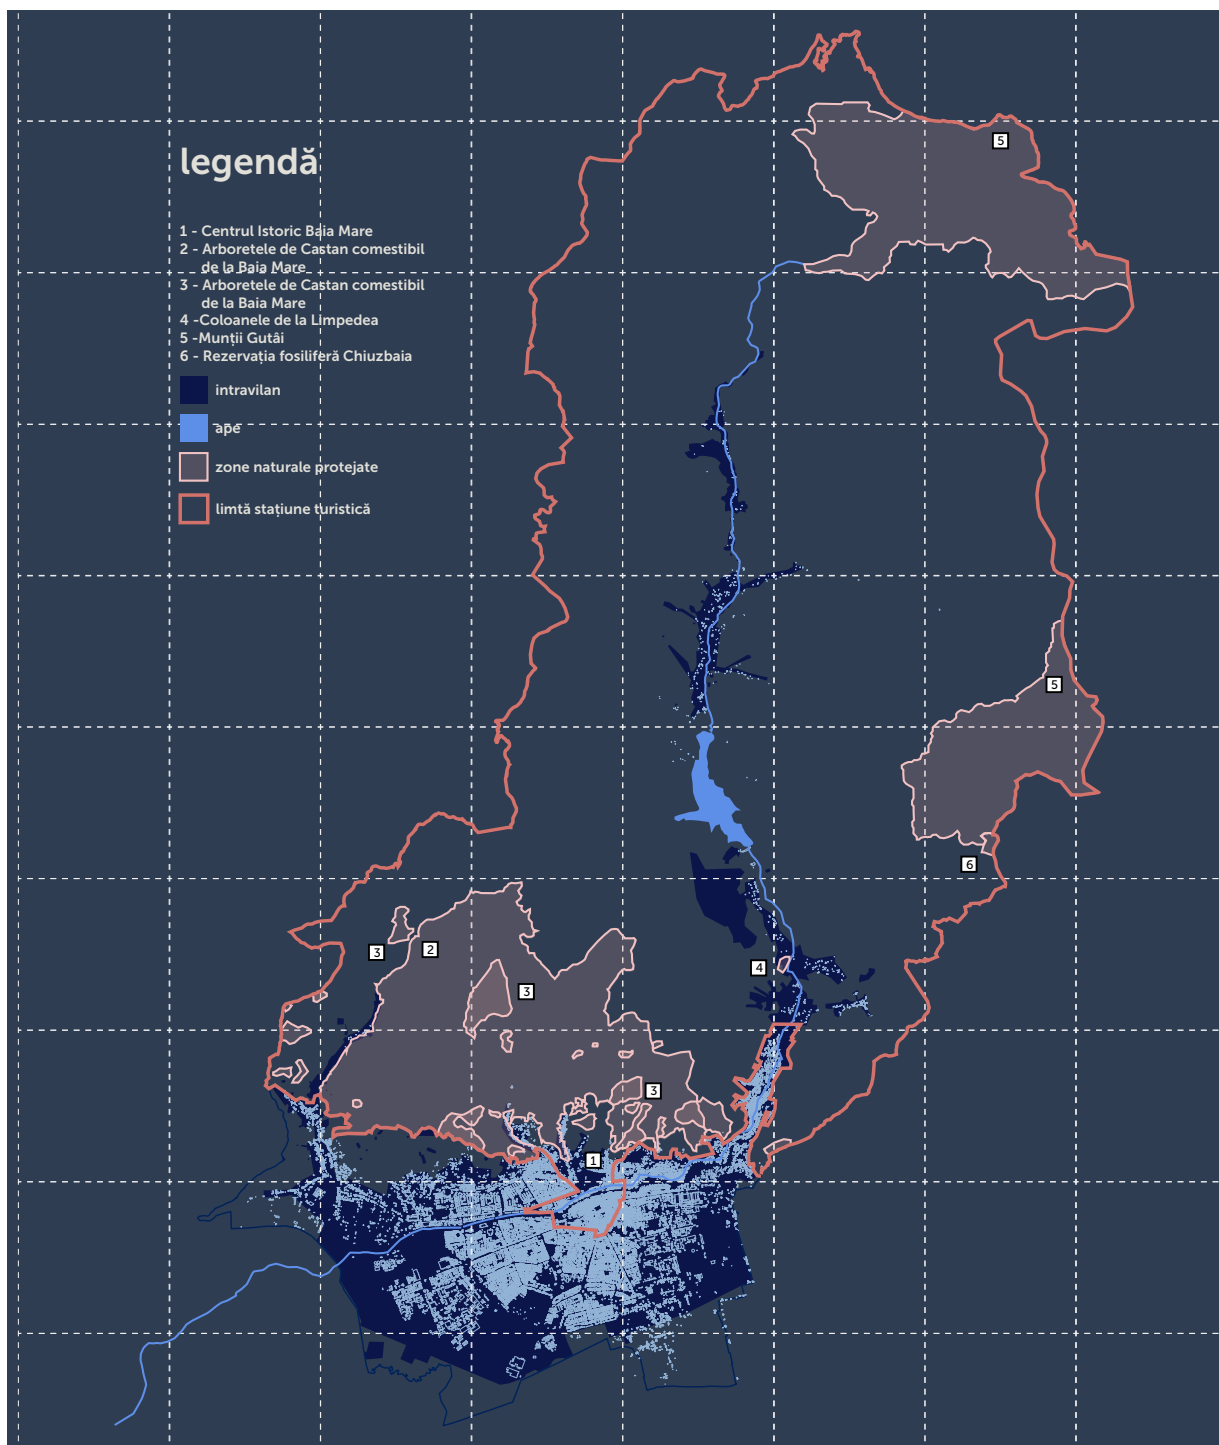 legendă
1 - Centrul Istoric Baia Mare
2 - Arboretele de Castan comestibil
de la Baia Mare
3 - Arboretele de Castan comestibil
de la Baia Mare
4 -Coloanele de la Limpedea
5 -Munții Gutâi
6 - Rezervația fosiliferă Chiuzbaia
intravilan
ape
zone naturale protejate
limtă stațiune turistică
5
5
6
3
2
4
3
3
1